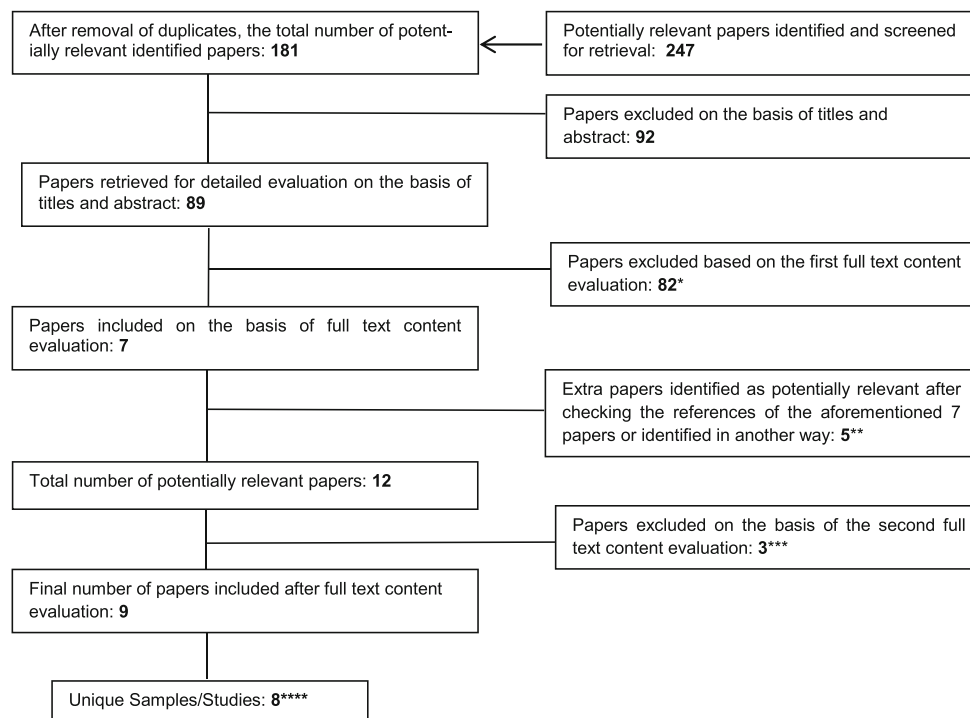 After removal of duplicates, the total number of potent-
ially relevant identified papers: 181
Potentially relevant papers identified and screened
for retrieval: 247
Papers excluded on the basis of titles and
abstract: 92
Papers retrieved for detailed evaluation on the basis of
titles and abstract: 89
Papers excluded based on the first full text content
evaluation: 82*
Papers included on the basis of full text content
evaluation: 7
Extra papers identified as potentially relevant after
checking the references of the aforementioned 7
papers or identified in another way: 5**
Total number of potentially relevant papers: 12
Papers excluded on the basis of the second full
text content evaluation: 3***
Final number of papers included after full text content
evaluation: 9
Unique Samples/Studies: 8****